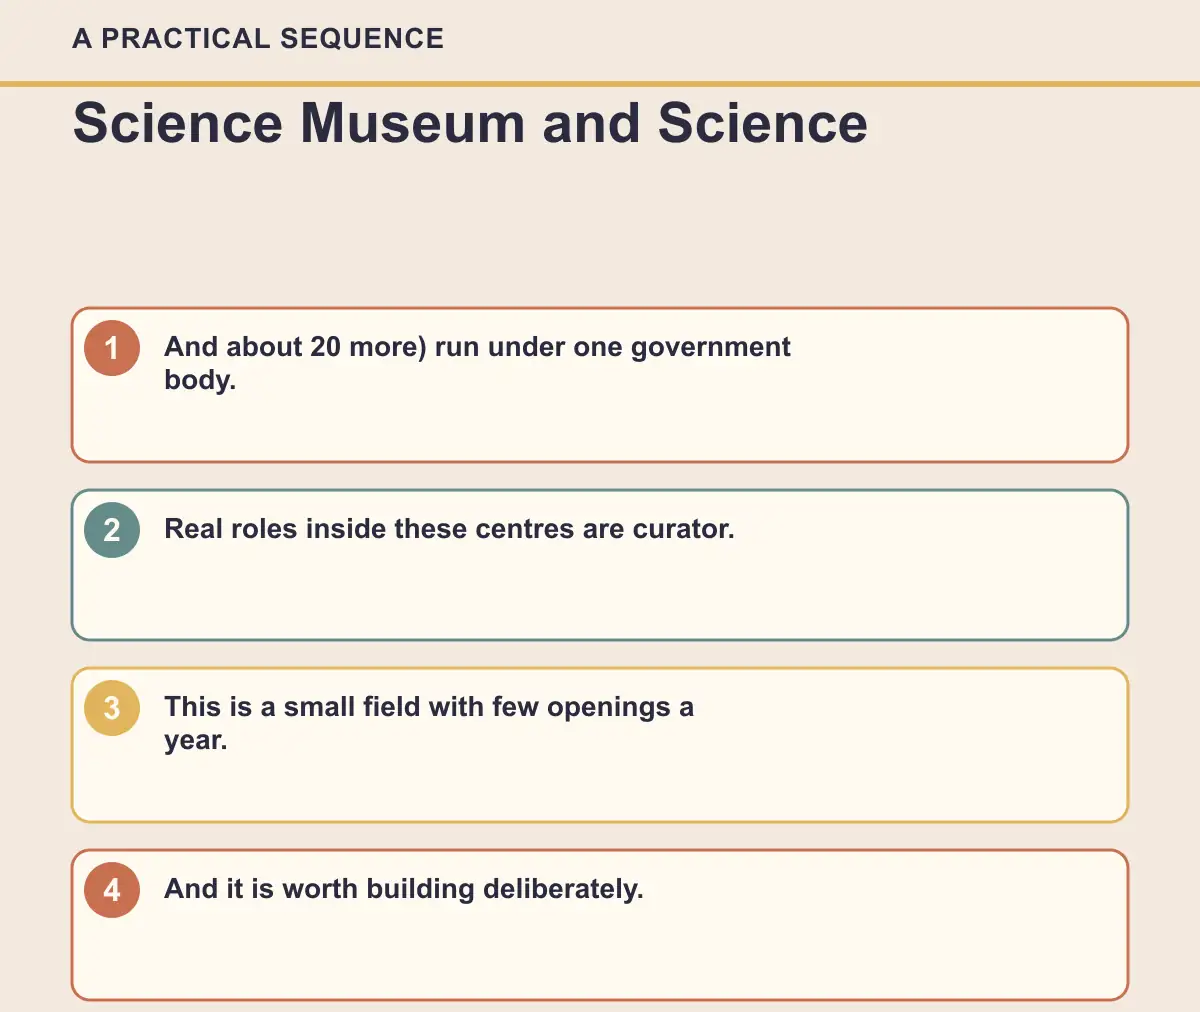 A PRACTICAL SEQUENCE
Science Museum and Science
1
And about 20 more) run under one government
body.
2
Real roles inside these centres are curator.
3
This is a small field with few openings a
year.
4
And it is worth building deliberately.